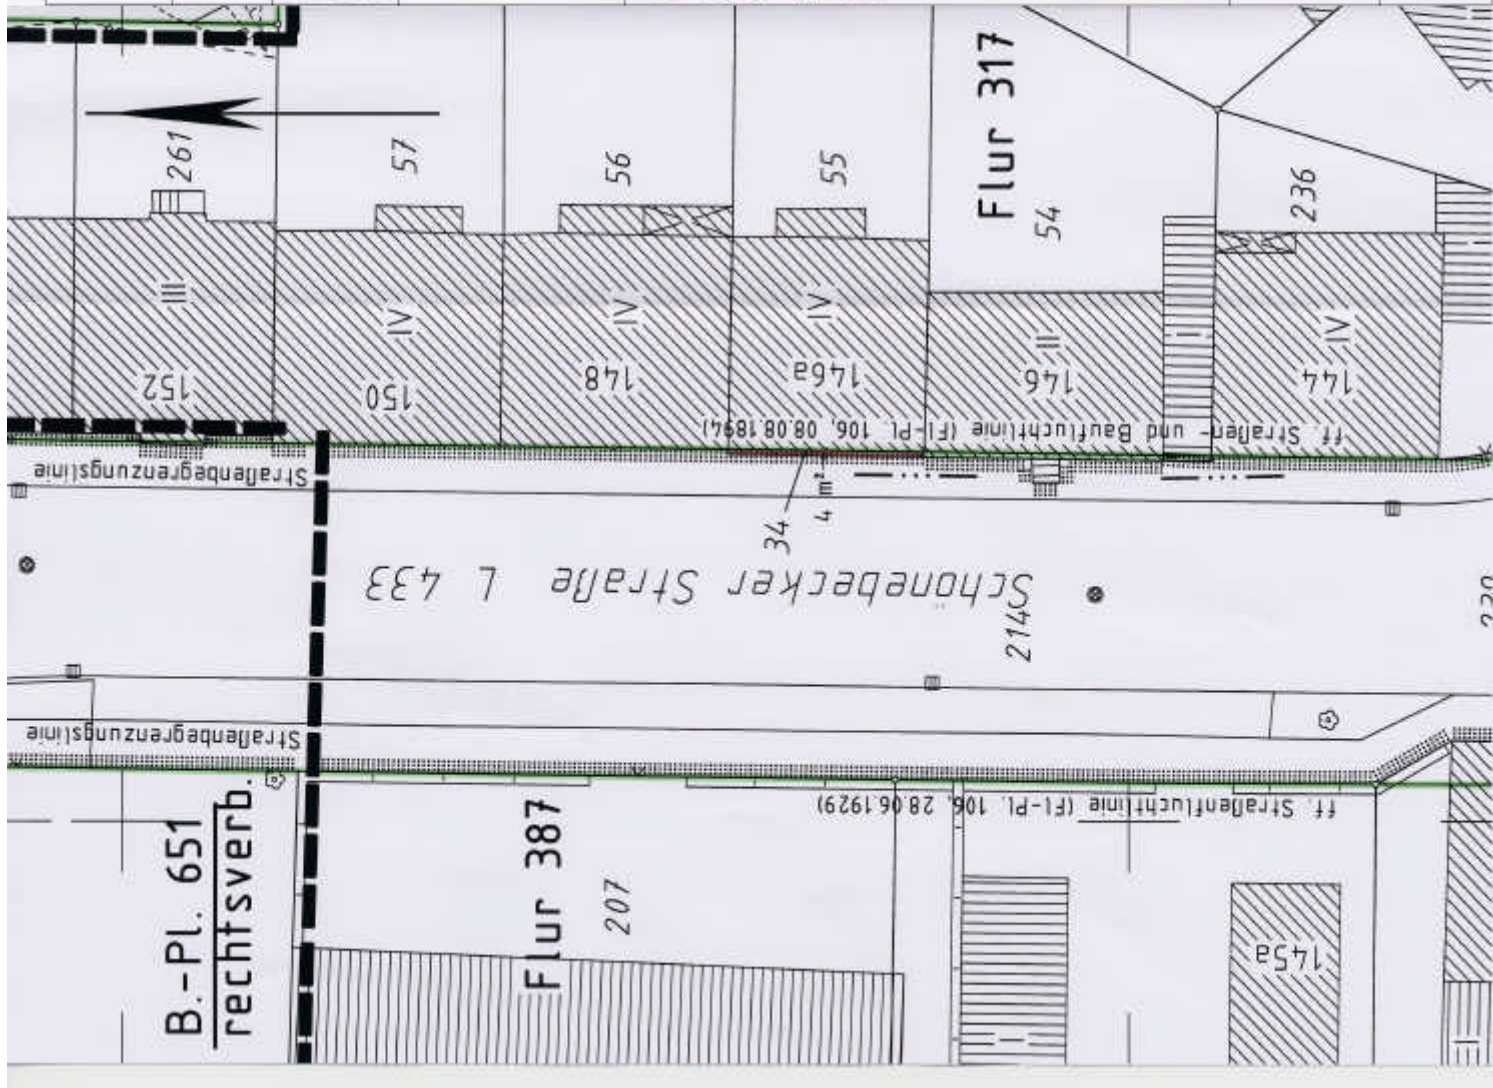 261
57
56
55
Flur 317
54
236
III
IV
IV
IV
II
I
IV
152
150
148
146a
146
144
ff. Straßen- und Baufluchtlinie (Fl-Pl. 106, 08.08.1894)
Straßenbegrenzungslinie
4 m²
34
Schönebecker Straße L 433
214
Straßenbegrenzungslinie
ff. Straßenfluchtlinie (Fl-Pl. 106, 28.06.1929)
B.-Pl. 651
rechtsverb.
Flur 387
207
145a
I
I